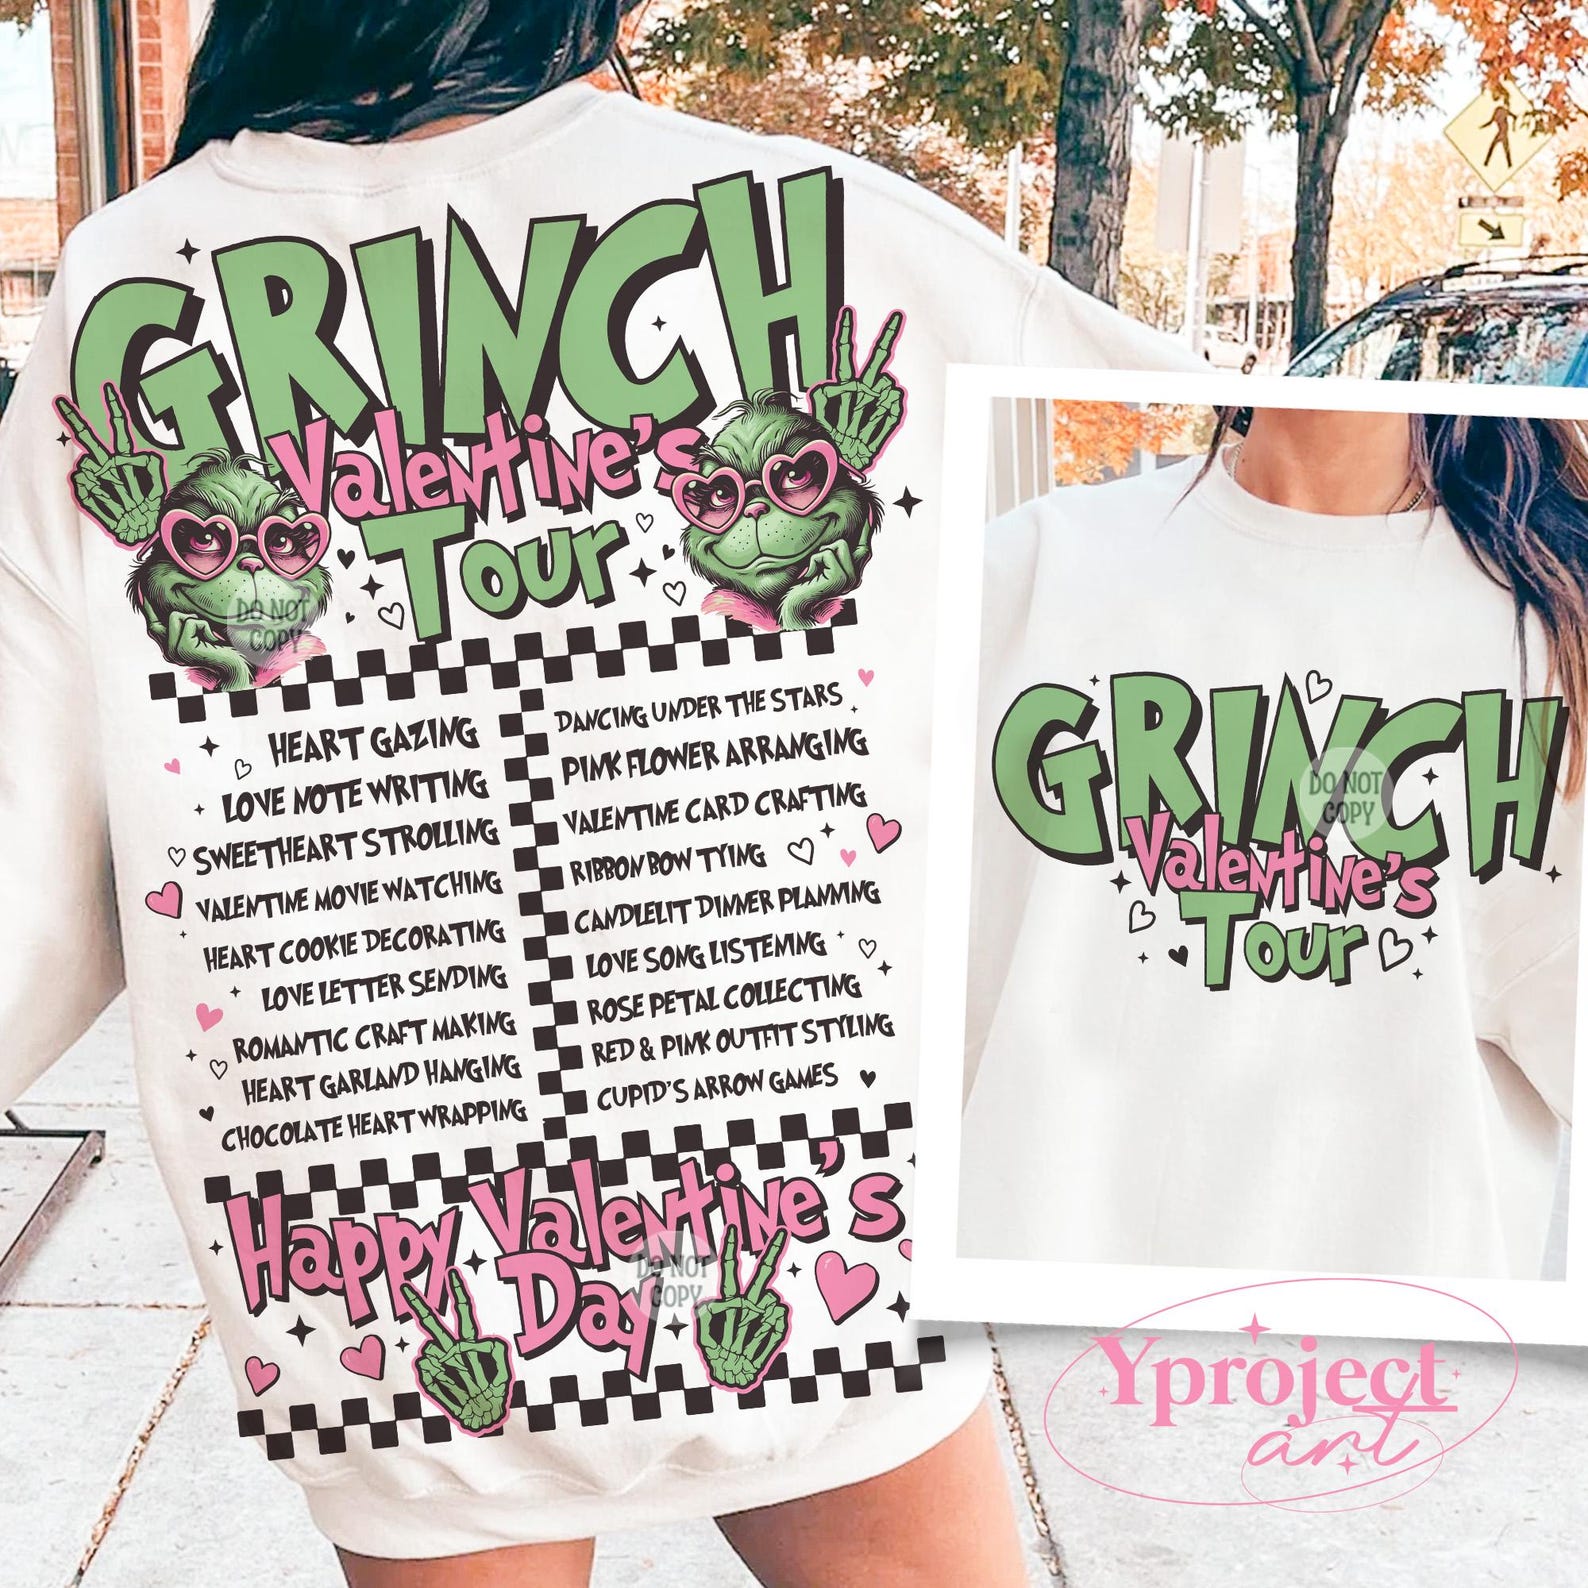 GRINCH
Valentine's
Tour
DO NOT
COPY
HEART GAZING
LOVE NOTE WRITING
SWEETHEART STROLLING
VALENTINE MOVIE WATCHING
HEART COOKIE DECORATING
LOVE LETTER SENDING
ROMANTIC CRAFT MAKING
HEART GARLAND HANGING
CHOCOLATE HEART WRAPPING
DANCING UNDER THE STARS
PINK FLOWER ARRANGING
VALENTINE CARD CRAFTING
RIBBON BOW TYING
CANDLELIT DINNER PLANNING
LOVE SONG LISTENING
ROSE PETAL COLLECTING
RED & PINK OUTFIT STYLING
CUPID'S ARROW GAMES
Happy Valentine's
Day
DO NOT
COPY
GRINCH
Valentine's
Tour
DO NOT
COPY
Yproject
art